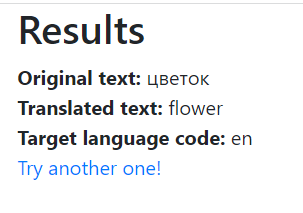 Results
Original text: цветок
Translated text: flower
Target language code: en
Try another one!